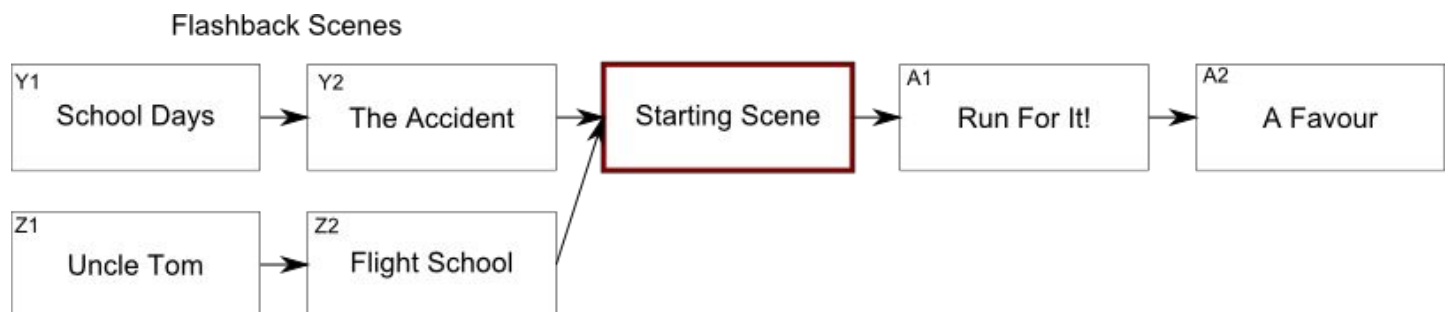 Flashback Scenes
Y1
School Days
Y2
The Accident
Starting Scene
A1
Run For It!
A2
A Favour
Z1
Uncle Tom
Z2
Flight School